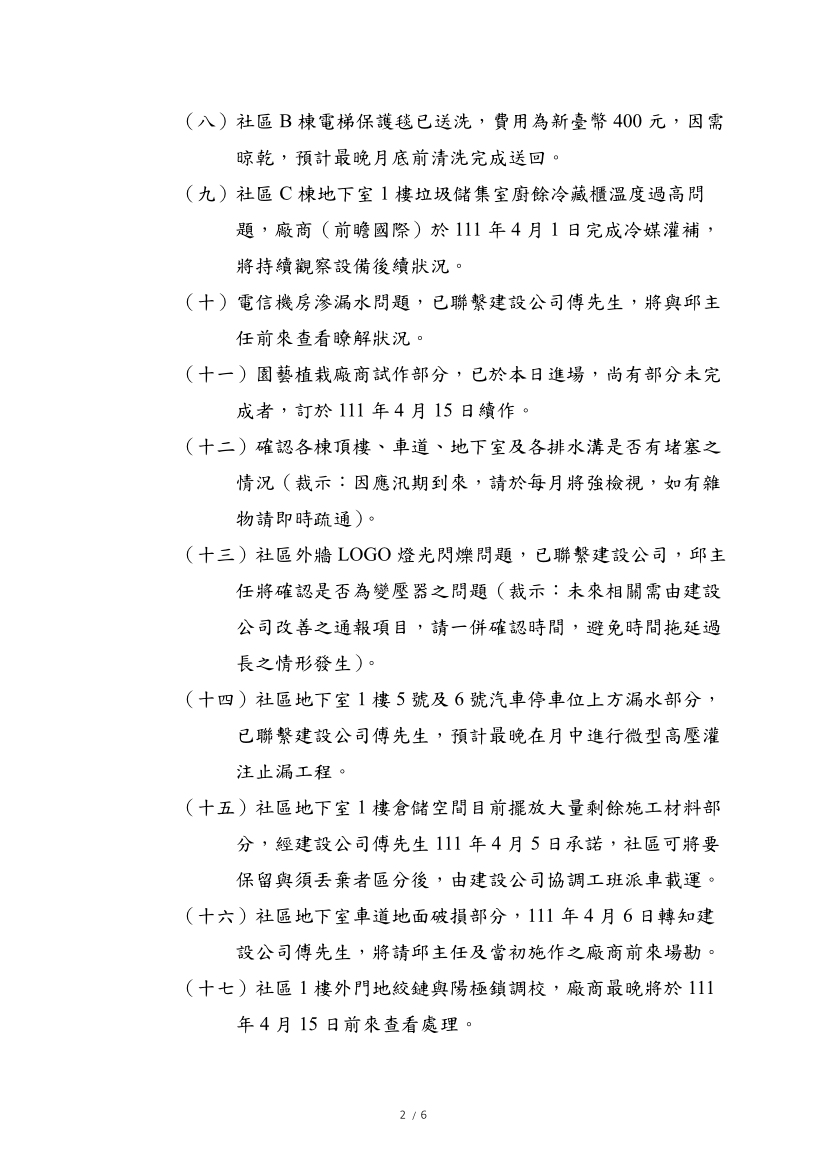 （八）社區 B 棟電梯保護毯已送洗，費用為新臺幣 400 元，因需
晾乾，預計最晚月底前清洗完成送回。
（九）社區 C 棟地下室 1 樓垃圾儲集室廚餘冷藏櫃溫度過高問
題，廠商（前瞻國際）於 111 年 4 月 1 日完成冷媒灌補，
將持續觀察設備後續狀況。
（十）電信機房滲漏水問題，已聯繫建設公司傅先生，將與邱主
任前來查看瞭解狀況。
（十一）園藝植栽廠商試作部分，已於本日進場，尚有部分未完
成者，訂於 111 年 4 月 15 日續作。
（十二）確認各棟頂樓、車道、地下室及各排水溝是否有堵塞之
情況（裁示：因應汛期到來，請於每月將強檢視，如有雜
物請即時疏通）。
（十三）社區外牆 LOGO 燈光閃爍問題，已聯繫建設公司，邱主
任將確認是否為變壓器之問題（裁示：未來相關需由建設
公司改善之通報項目，請一併確認時間，避免時間拖延過
長之情形發生）。
（十四）社區地下室 1 樓 5 號及 6 號汽車停車位上方漏水部分，
已聯繫建設公司傅先生，預計最晚在月中進行微型高壓灌
注止漏工程。
（十五）社區地下室 1 樓倉儲空間目前擺放大量剩餘施工材料部
分，經建設公司傅先生 111 年 4 月 5 日承諾，社區可將要
保留與須丟棄者區分後，由建設公司協調工班派車載運。
（十六）社區地下室車道地面破損部分，111 年 4 月 6 日轉知建
設公司傅先生，將請邱主任及當初施作之廠商前來場勘。
（十七）社區 1 樓外門地絞鏈與陽極鎖調校，廠商最晚將於 111
年 4 月 15 日前來查看處理。
2 / 6